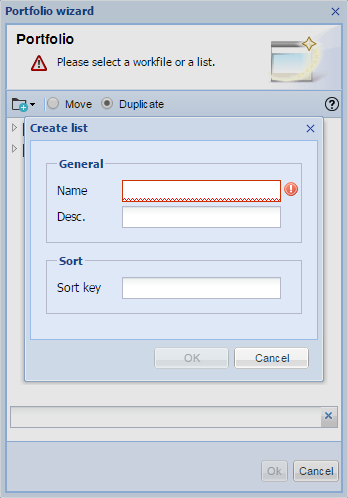 Portfolio wizard
Portfolio
Please select a workfile or a list.
Move Duplicate
Create list
General
Name
Desc.
Sort
Sort key
OK Cancel
Ok Cancel